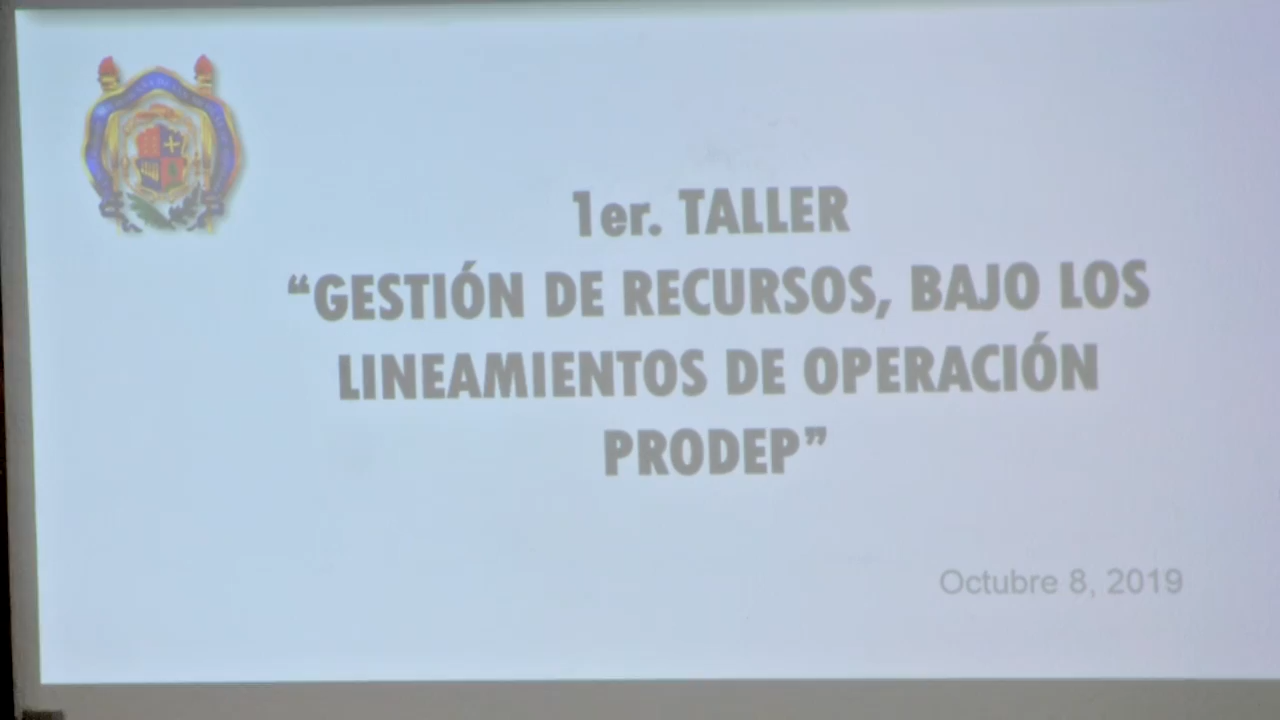 1er. TALLER
“GESTIÓN DE RECURSOS, BAJO LOS
LINEAMIENTOS DE OPERACIÓN
PRODEP”
Octubre 8, 2019